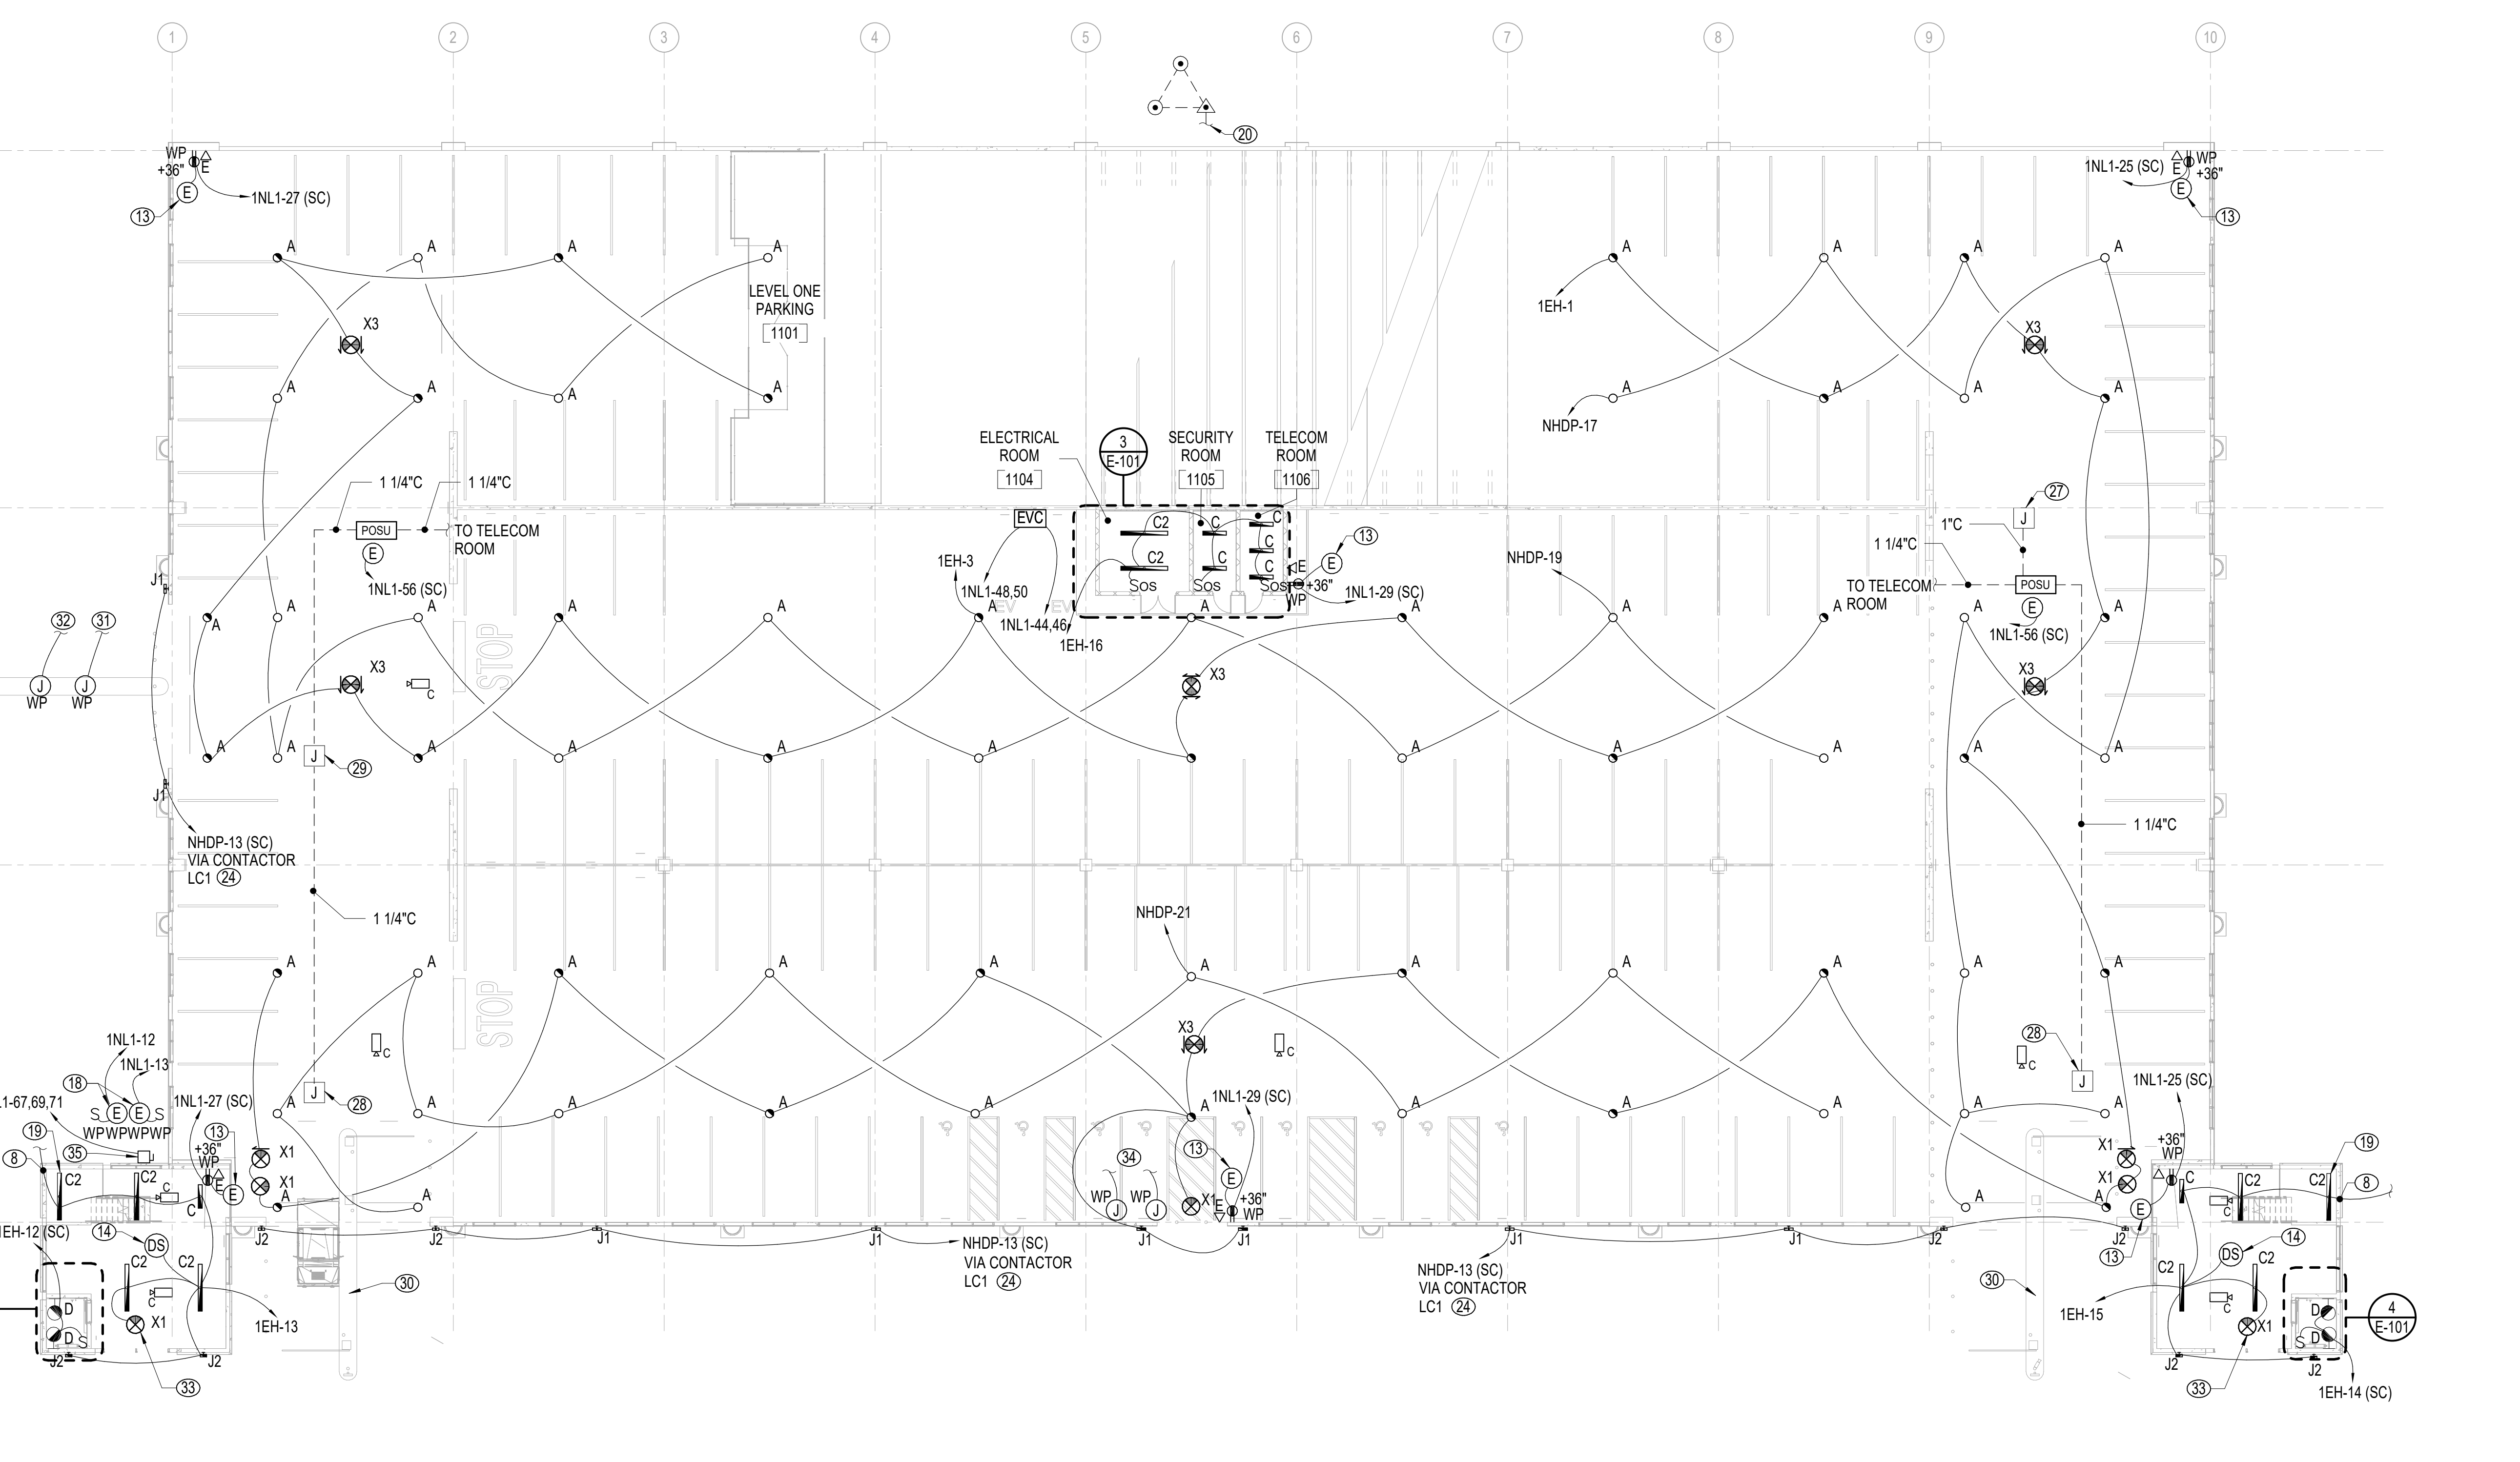 1 2 3 4 5 6 7 8 9 10
20
WP
+36"
E
E
13
1NL1-27 (SC)
1NL1-25 (SC)
E
WP
+36"
E
13
A A A A A A A A
LEVEL ONE
PARKING
1101
1EH-1
X3
X3
A A A A A A A A
NHDP-17
ELECTRICAL
ROOM
1104
3
E-101
SECURITY
ROOM
1105
TELECOM
ROOM
1106
1 1/4"C
1 1/4"C
POSU
E
TO TELECOM
ROOM
1NL1-56 (SC)
EVC
1NL1-48,50
1NL1-44,46
1EH-3
1EH-16
C2 C C
C
C2 C C
SOS SOS SOS
E
+36"
WP
E
13
1NL1-29 (SC)
NHDP-19
27
J
1"C
1 1/4"C
TO TELECOM
ROOM
POSU
E
1NL1-56 (SC)
J1
32 31
J J
WP WP
EV EV
STOP
A A A A A A A A A A A A
X3
C
X3
X3
A A A A A A A A A A A
J
29
J1
NHDP-13 (SC)
VIA CONTACTOR
LC1 24
1 1/4"C
1 1/4"C
NHDP-21
A A A A A A A A A A A
STOP
C
X3
C
C
28
J
1NL1-12
1NL1-13
18
S E E S
WP WP WP WP
1-67,69,71
1NL1-27 (SC)
J
28
A A A A A A A A A A A
1NL1-29 (SC)
1NL1-25 (SC)
19
8
35
13
+36"
WP
E
E
X1
X1
A
A
C2 C2 C C
34
WP WP
J J
13
E
X1
E
+36"
WP
X1
X1
A A
+36"
WP
E
13
C C2 C C2
19
8
1EH-12 (SC)
14
DS
J2 J2 J1 J1 J1 J1 J1 J1 J2 J2
NHDP-13 (SC)
VIA CONTACTOR
LC1 24
NHDP-13 (SC)
VIA CONTACTOR
LC1 24
14
DS
C2 C2
C
D
D
S
X1
J2 J2
33
1EH-13
30
30
1EH-15
C2 C2
C
X1
D
D
S
J2 J2
33
4
E-101
1EH-14 (SC)